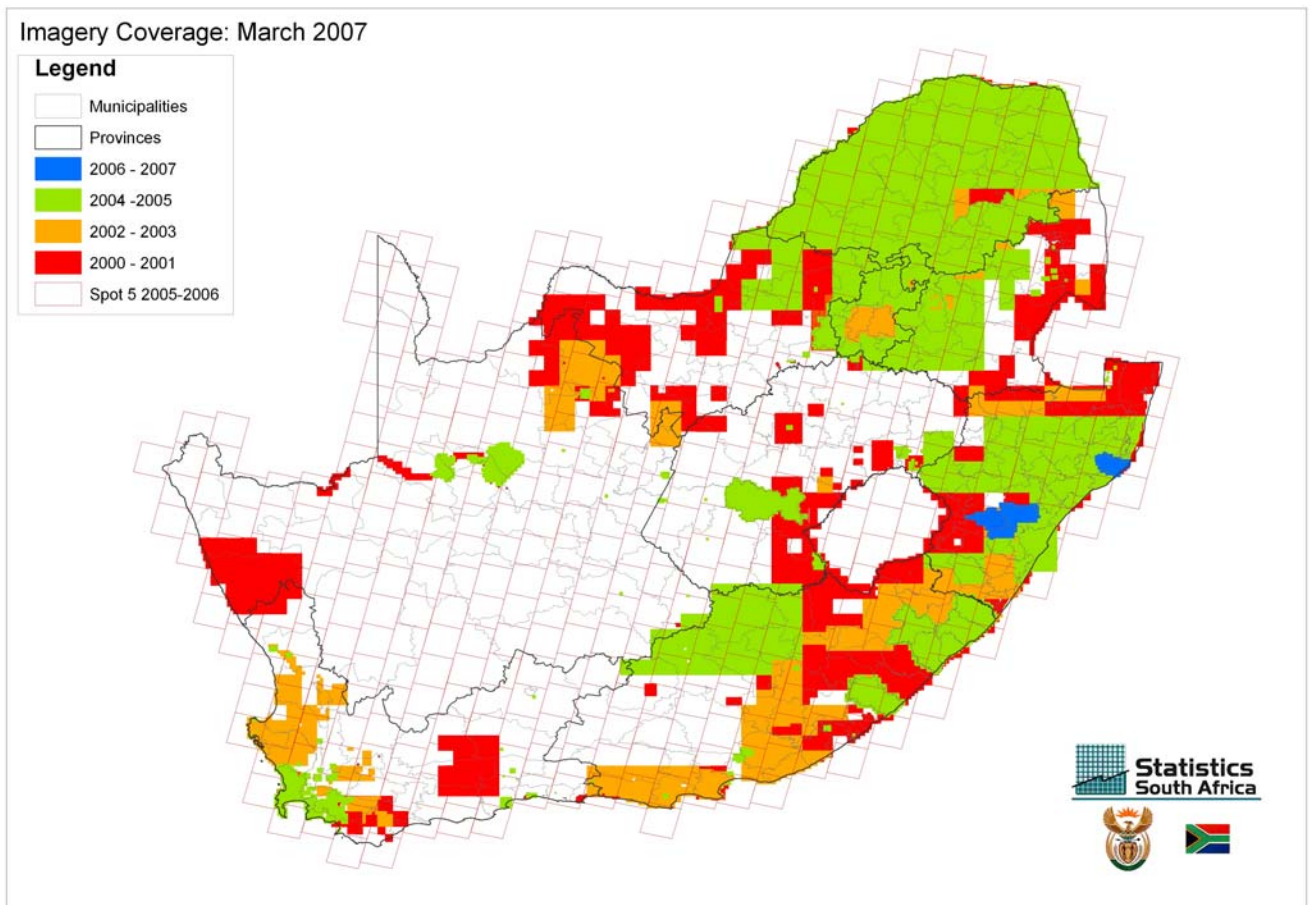 Imagery Coverage: March 2007
Legend
Municipalities
Provinces
2006 - 2007
2004 -2005
2002 - 2003
2000 - 2001
Spot 5 2005-2006
Statistics
South Africa